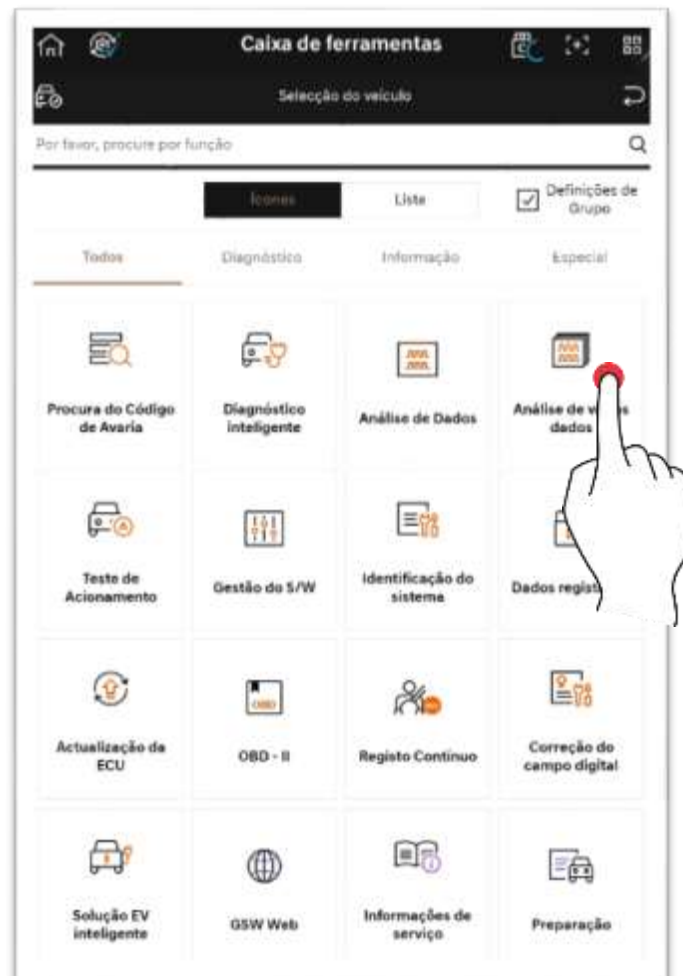 Caixa de ferramentas
Selecção do veículo
Por favor, procure por função
Ícones
Liste
Definições de
Grupo
Todos
Diagnóstico
Informação
Especial
Procura do Código
de Avaria
Diagnóstico
inteligente
Análise de Dados
Análise de
dados
Teste de
Acionamento
Gestão do S/W
Identificação do
sistema
Dados
Actualização da
ECU
OBD
OBD - II
Registo Contínuo
Correção do
campo digital
Solução EV
inteligente
GSW Web
Informações de
serviço
Preparação